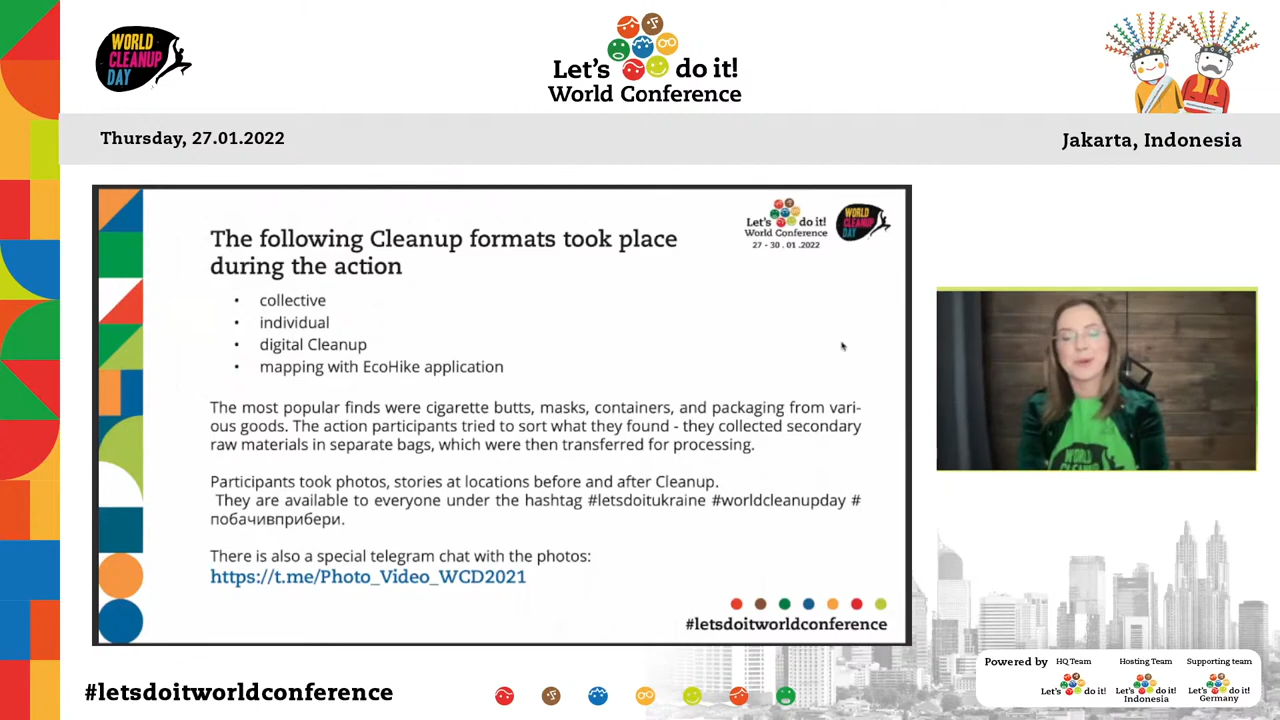 WORLD
CLEANUP
DAY
Let's do it!
World Conference
Thursday, 27.01.2022
Jakarta, Indonesia
The following Cleanup formats took place
during the action
Let's do it!
World Conference
27 - 30 . 01 .2022
WORLD
CLEANUP
DAY
• collective
• individual
• digital Cleanup
• mapping with EcoHike application
The most popular finds were cigarette butts, masks, containers, and packaging from vari-
ous goods. The action participants tried to sort what they found - they collected secondary
raw materials in separate bags, which were then transferred for processing.
Participants took photos, stories at locations before and after Cleanup.
They are available to everyone under the hashtag #letsdoitukraine #worldcleanupday #
побачивприбери.
There is also a special telegram chat with the photos:
https://t.me/Photo_Video_WCD2021
#letsdoitworldconference
WORLD
CLEANUP
#letsdoitworldconference
Powered by
HQ Team
Let's do it!
Hosting Team
Let's do it!
Indonesia
Supporting team
Let's do it!
Germany